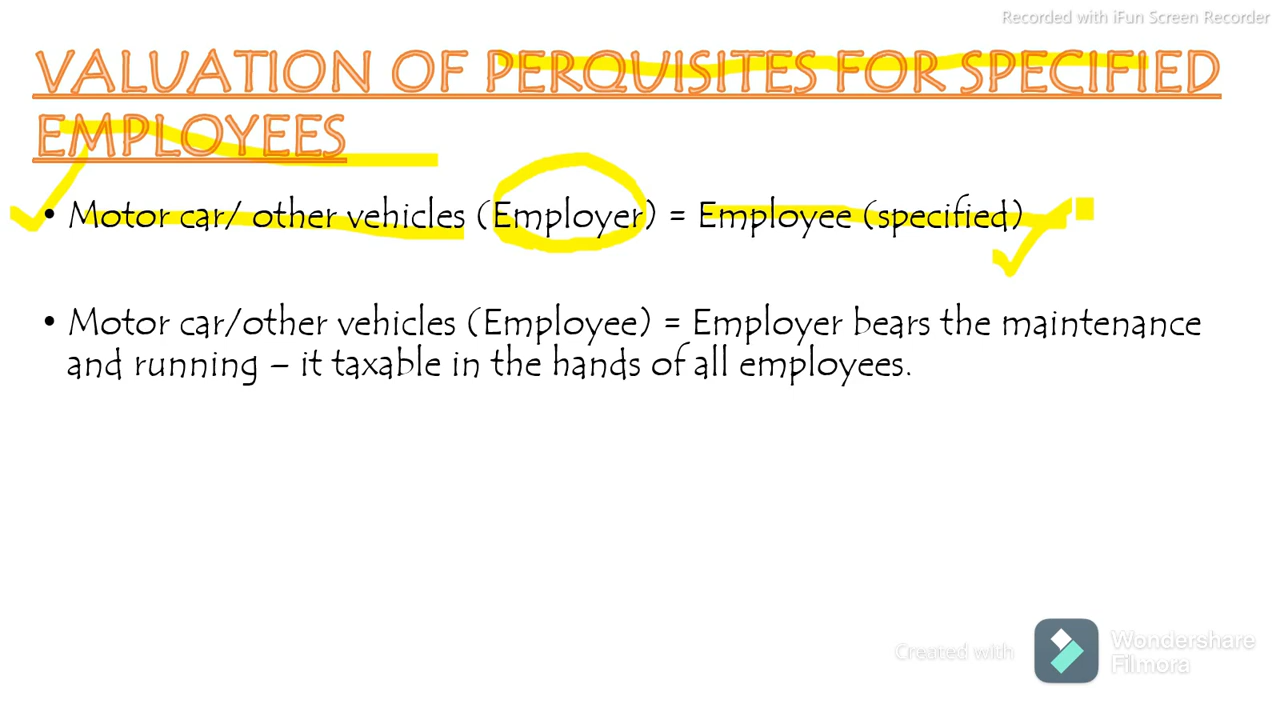 Recorded with iFun Screen Recorder
VALUATION OF PERQUISITES FOR SPECIFIED
EMPLOYEES
• Motor car/ other vehicles (Employer) = Employee (specified)
• Motor car/other vehicles (Employee) = Employer bears the maintenance
and running – it taxable in the hands of all employees.
Created with
Wondershare
Filmora